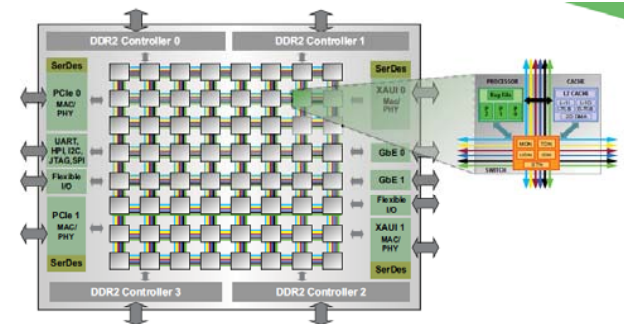 DDR2 Controller 0
DDR2 Controller 1
SerDes
PCIe 0
MAC/
PHY
UART,
HPI, I2C,
JTAG, SPI
Flexible
I/O
PCIe 1
MAC/
PHY
SerDes
SerDes
XAUI 0
MAC/
PHY
GbE 0
GbE 1
Flexible
I/O
XAUI 1
MAC/
PHY
SerDes
DDR2 Controller 3
DDR2 Controller 2
PROCESSOR
CACHE
Reg File
L2 CACHE
SWITCH